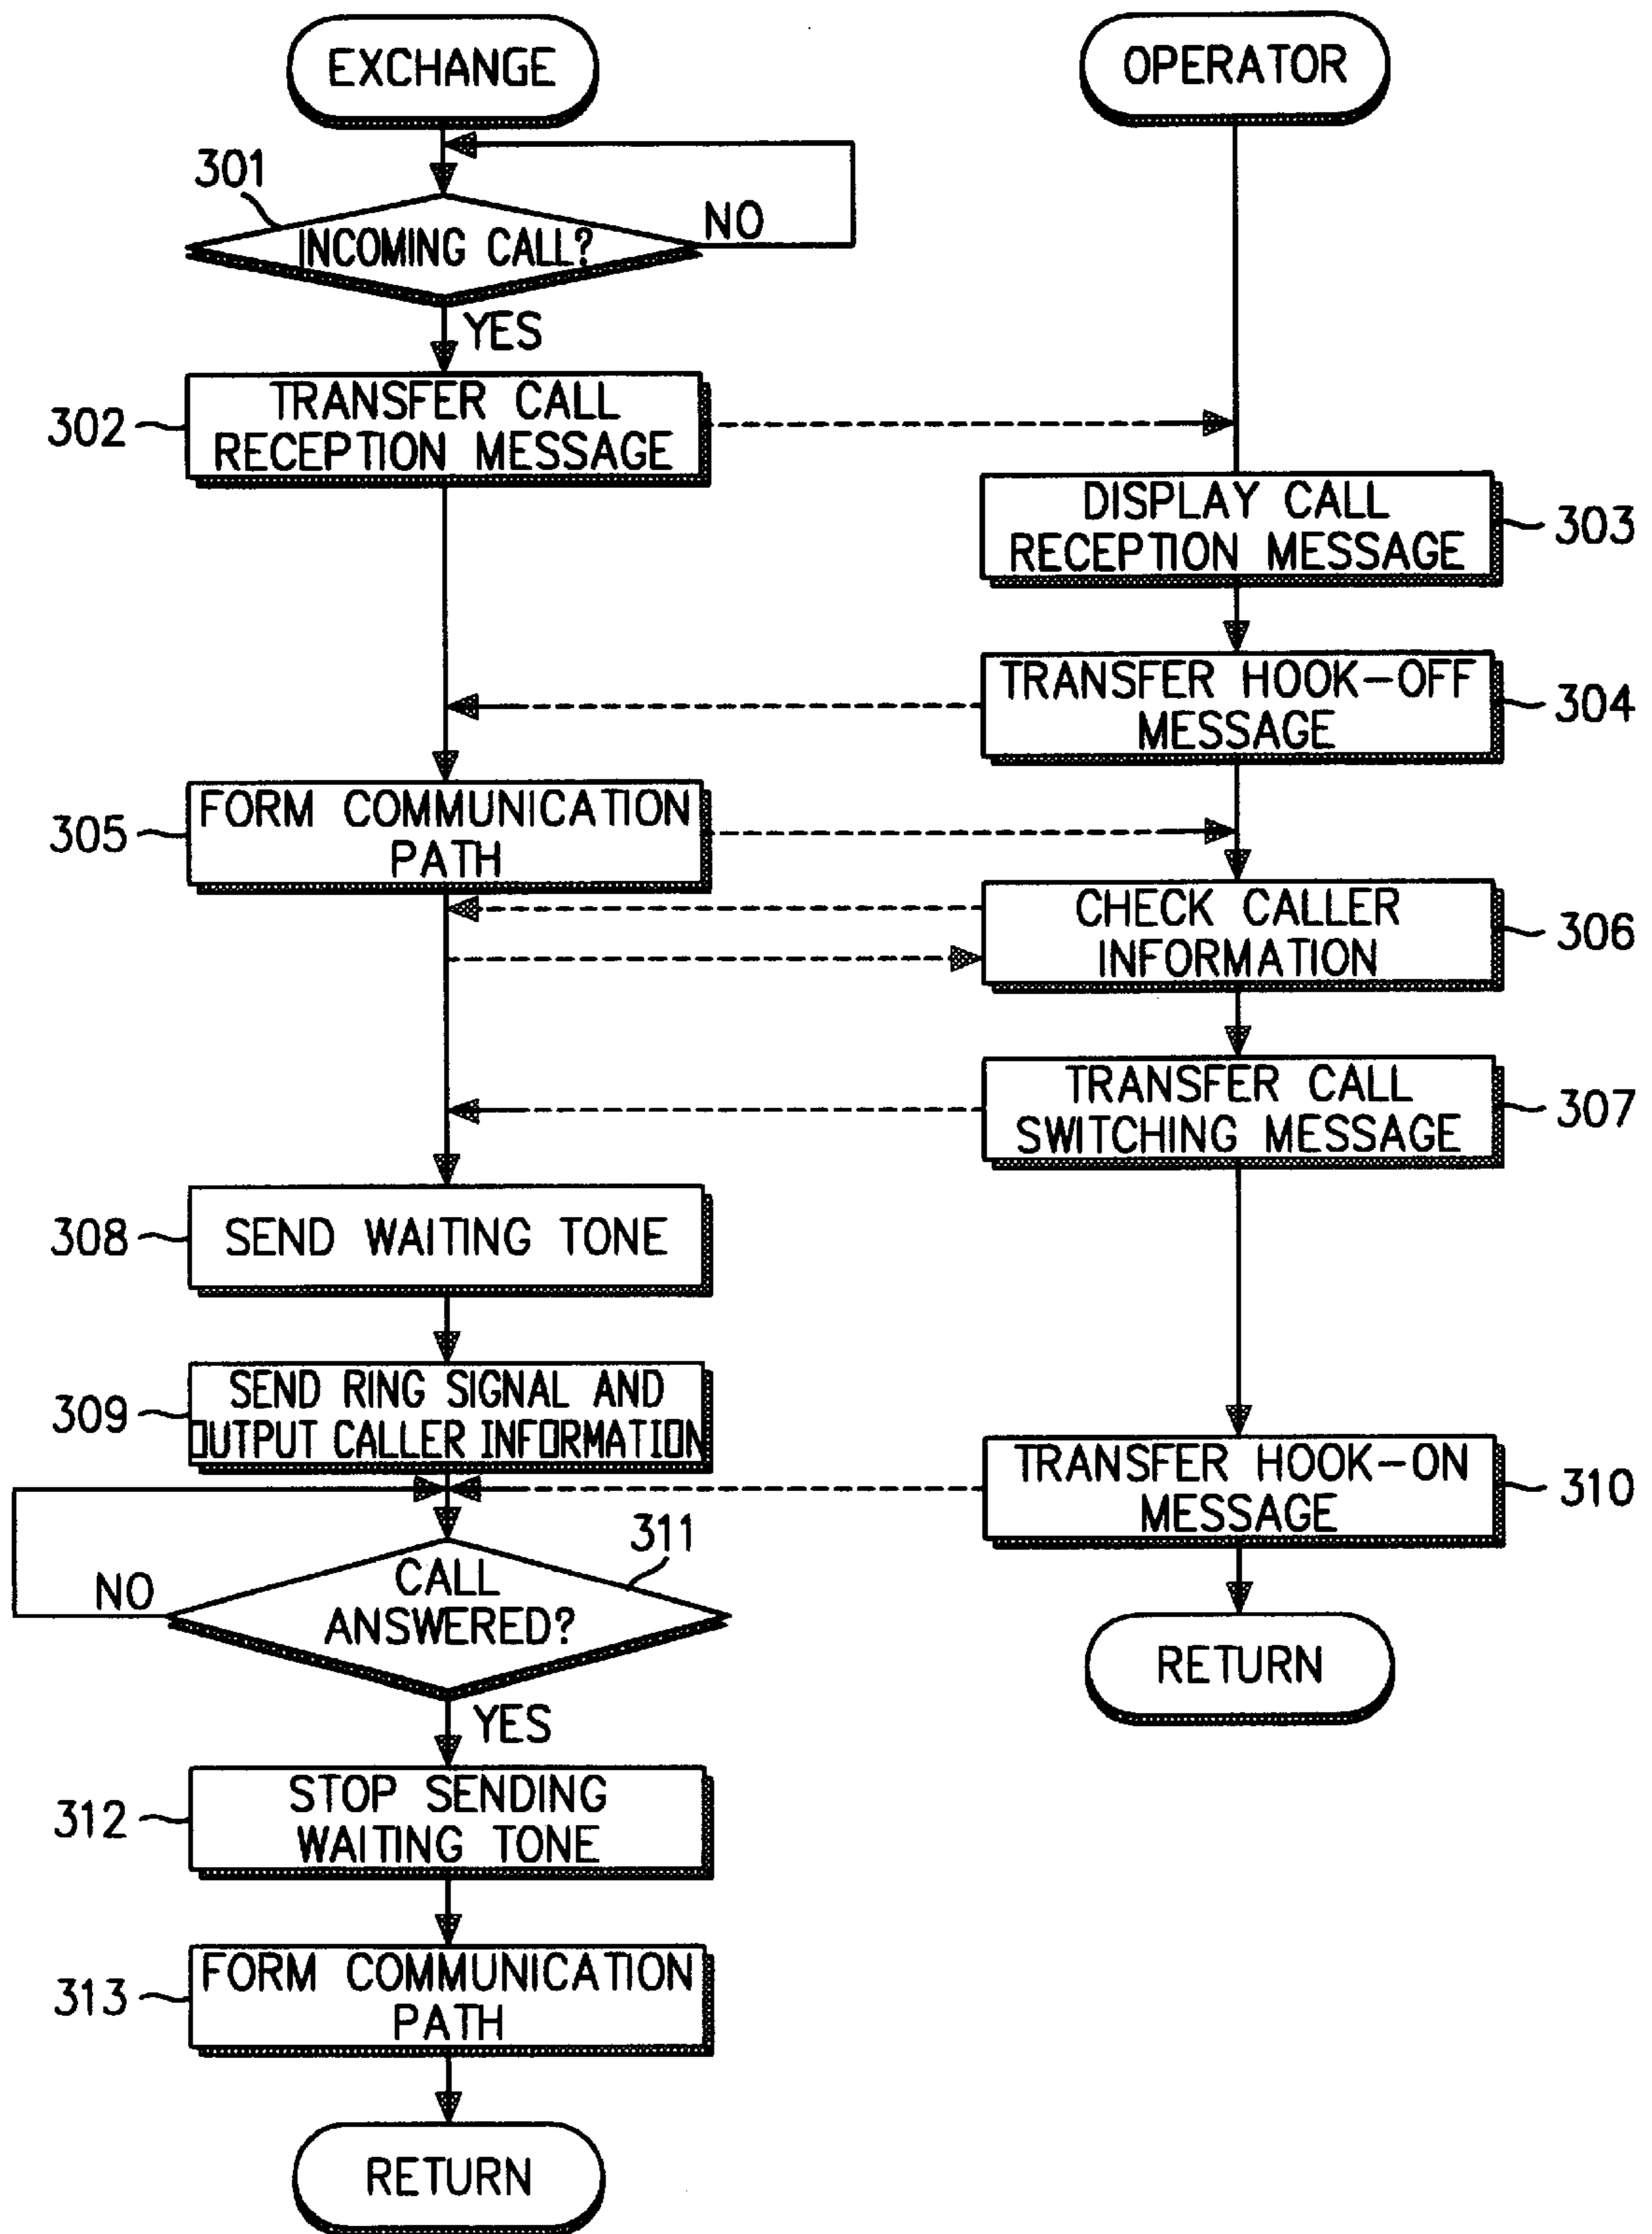 EXCHANGE
OPERATOR
301
INCOMING CALL?
NO
YES
302
TRANSFER CALL
RECEPTION MESSAGE
DISPLAY CALL
RECEPTION MESSAGE
303
TRANSFER HOOK-OFF
MESSAGE
304
305
FORM COMMUNICATION
PATH
CHECK CALLER
INFORMATION
306
TRANSFER CALL
SWITCHING MESSAGE
307
308
SEND WAITING TONE
309
SEND RING SIGNAL AND
OUTPUT CALLER INFORMATION
TRANSFER HOOK-ON
MESSAGE
310
311
CALL
ANSWERED?
NO
YES
RETURN
312
STOP SENDING
WAITING TONE
313
FORM COMMUNICATION
PATH
RETURN